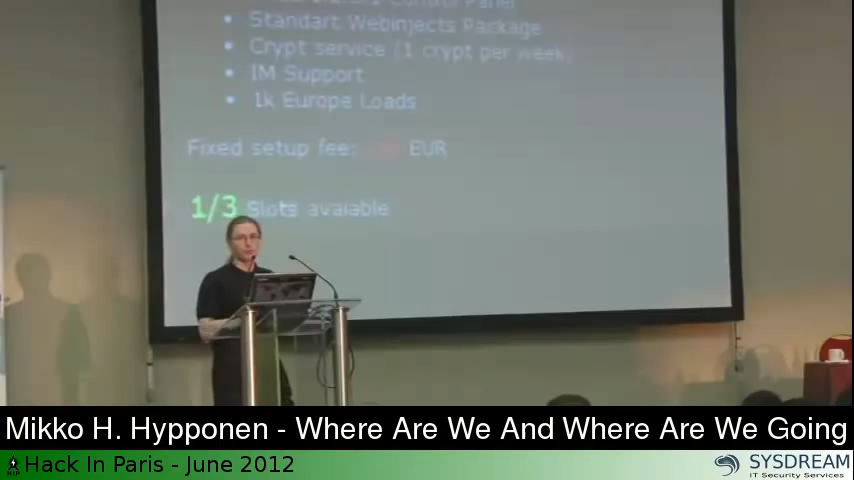 Control Panel
• Standart Webinjects Package
• Crypt service (1 crypt per week)
• IM Support
• 1k Europe Loads
Fixed setup fee: EUR
1/3 Slots avaiable
Mikko H. Hypponen - Where Are We And Where Are We Going
Hack In Paris - June 2012
SYSDREAM
IT Security Services